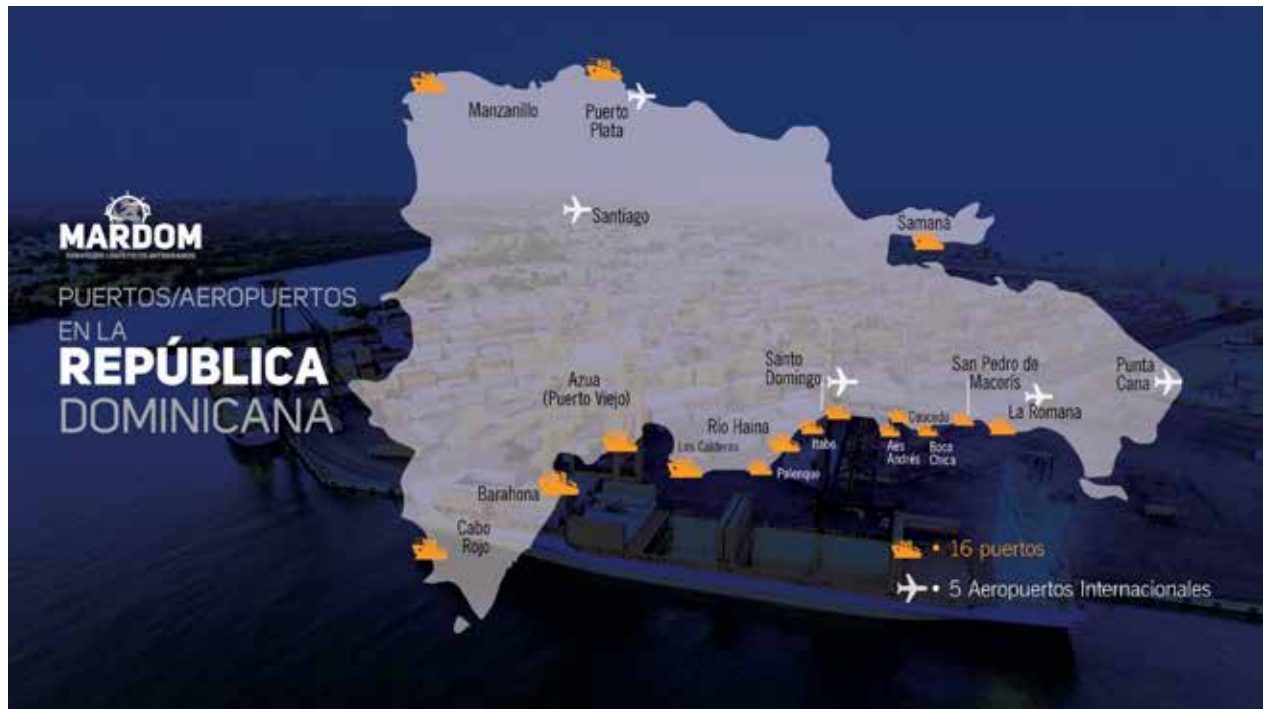 MARDOM
PUERTOS/AEROPUERTOS
EN LA
REPÚBLICA
DOMINICANA
Manzanillo
Puerto
Plata
Santiago
Samaná
Santo
Domingo
San Pedro de
Macorís
Punta
Cana
Azua
(Puerto Viejo)
Río Haina
La Romana
Caucedo
Las Calderas
Itabo
Aes
Andrés
Boca
Chica
Palenque
Barahona
Cabo
Rojo
• 16 puertos
• 5 Aeropuertos Internacionales